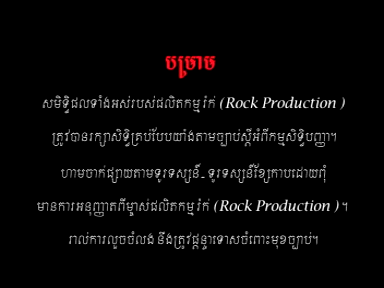 បម្រាម
សមិទ្ធិផលទាំងអស់របស់ផលិតកម្ម រ៉ក់ (Rock Production )
ត្រូវបានរក្សាសិទ្ធិគ្រប់បែបយ៉ាងតាមច្បាប់ស្តីអំពីកម្មសិទ្ធិបញ្ញា។
ហាមចាក់ផ្សាយតាមទូរទស្សន៍ - ទូរទស្សន៍ខ្សែកាបដោយពុំ
មានការអនុញ្ញាតពីម្ចាស់ផលិតកម្ម រ៉ក់ (Rock Production ) ។
រាល់ការលួចចំលង នឹងត្រូវផ្តន្ទាទោសចំពោះមុខច្បាប់។